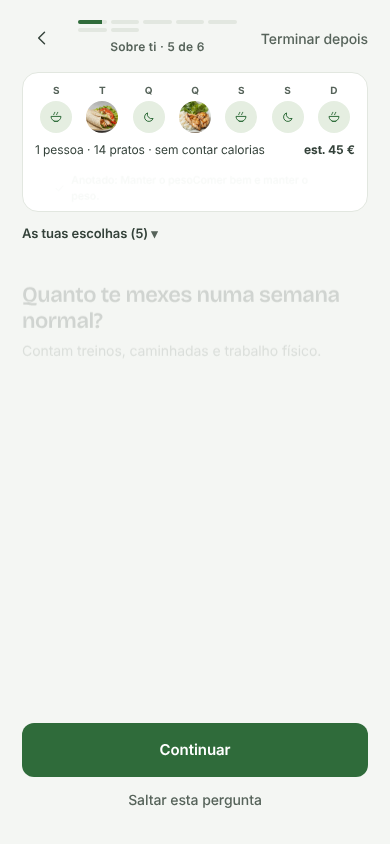 Sobre ti · 5 de 6
Terminar depois
S T Q Q S S D
1 pessoa · 14 pratos · sem contar calorias
est. 45 €
As tuas escolhas (5) ▾
Quanto te mexes numa semana
normal?
Contam treinos, caminhadas e trabalho físico.
Continuar
Saltar esta pergunta